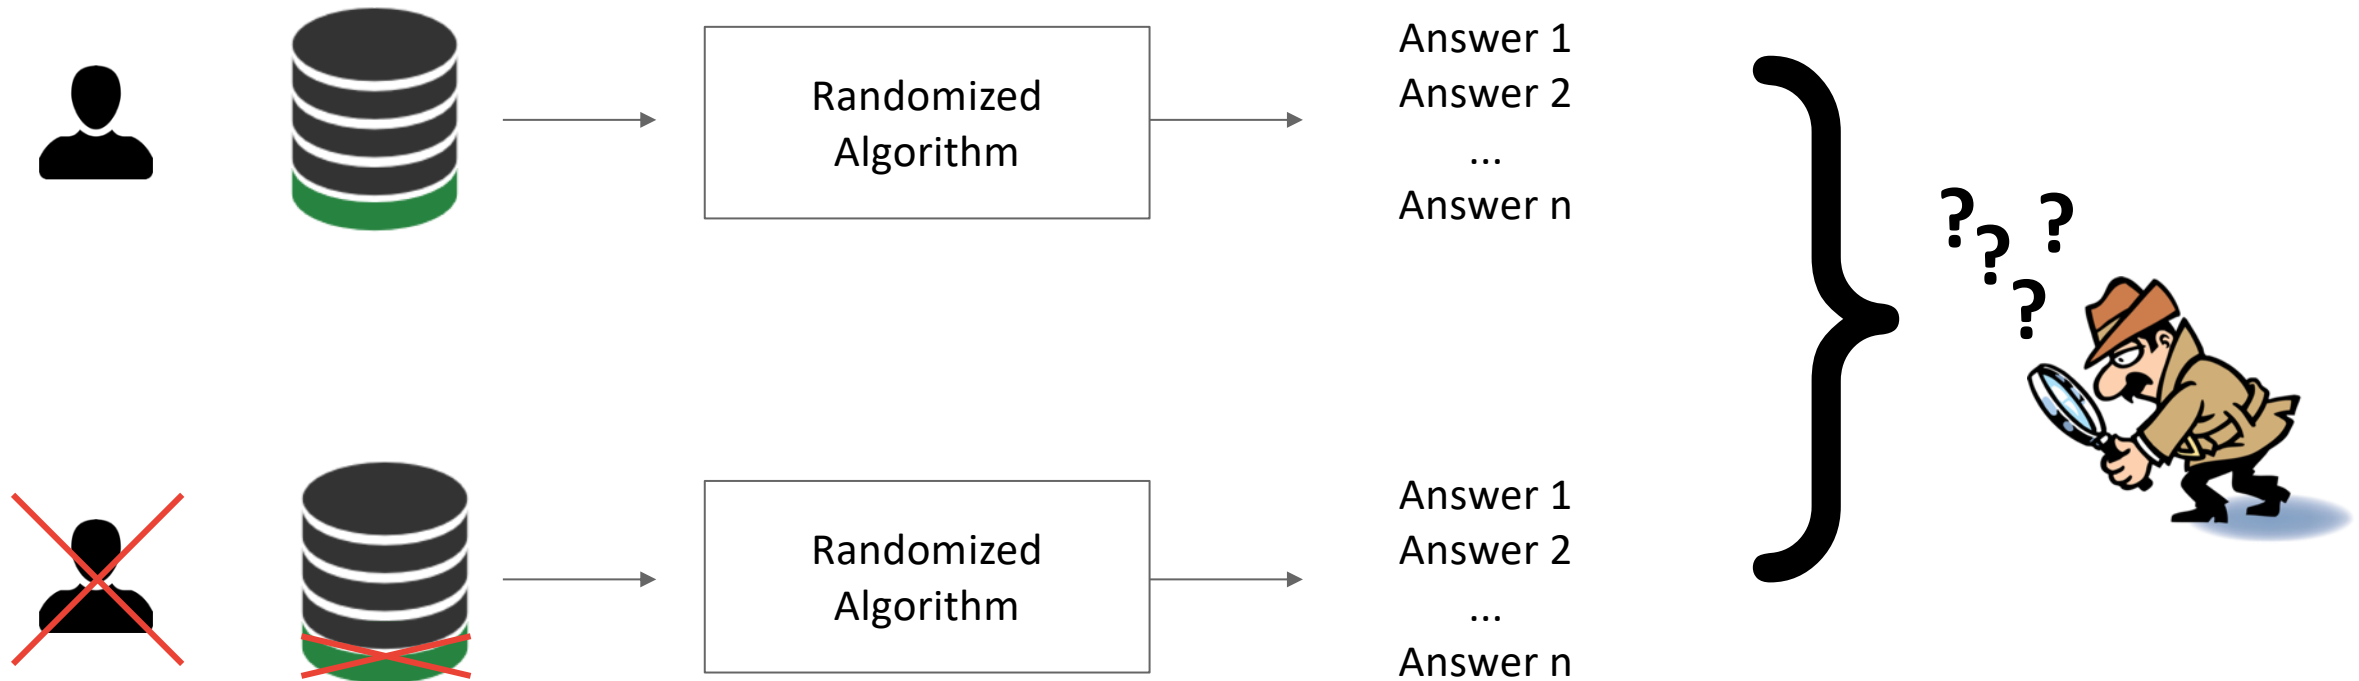 Randomized
Algorithm
Answer 1
Answer 2
...
Answer n
? ? ? ?
Randomized
Algorithm
Answer 1
Answer 2
...
Answer n